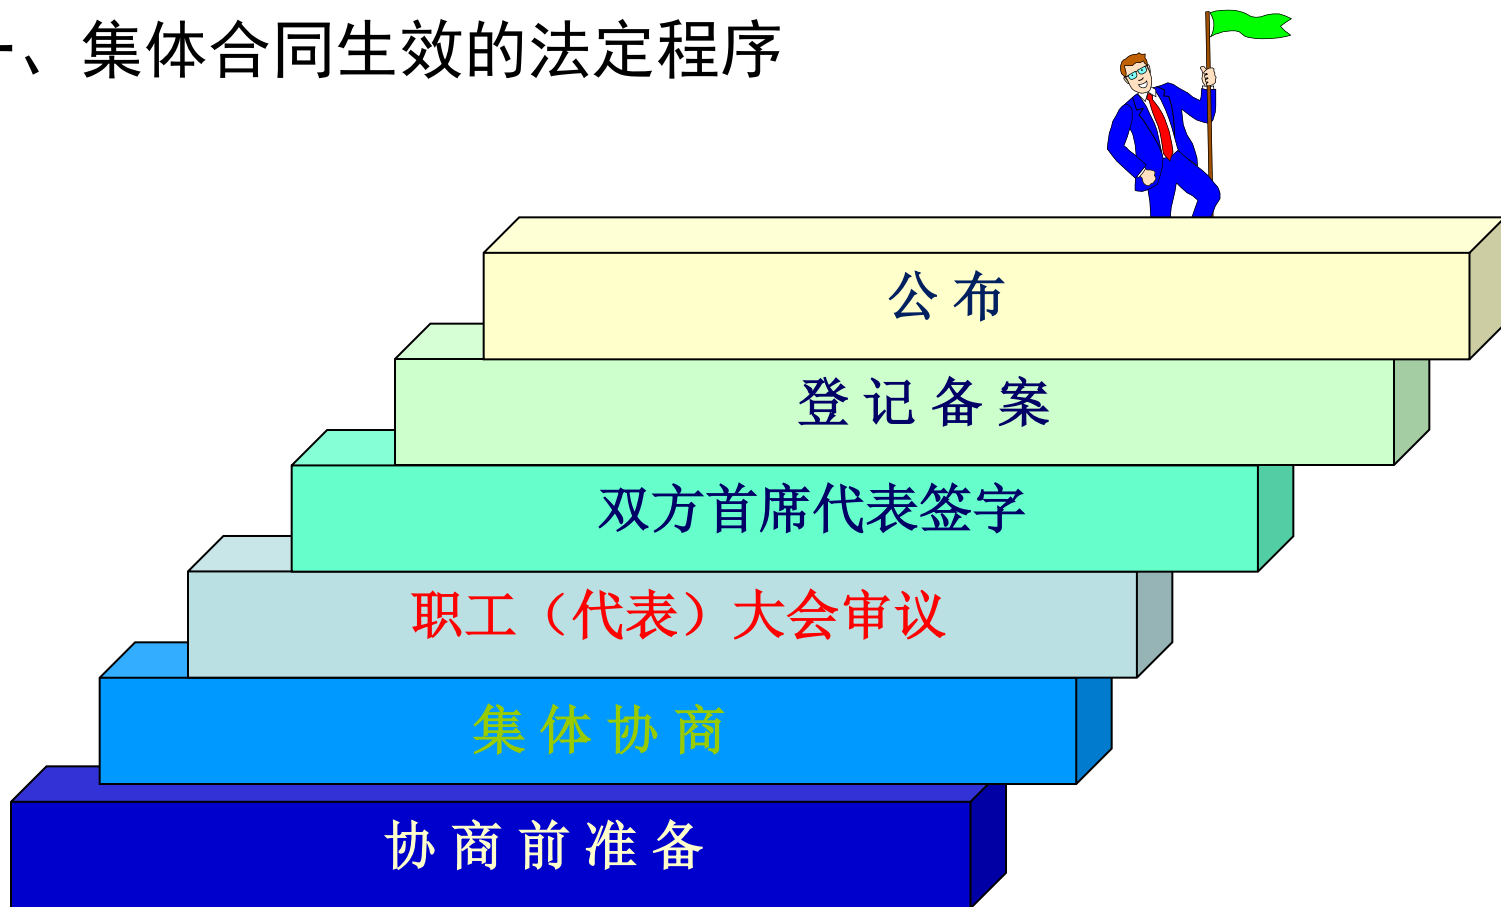 一、集体合同生效的法定程序
公布
登记备案
双方首席代表签字
职工（代表）大会审议
集体协商
协商前准备